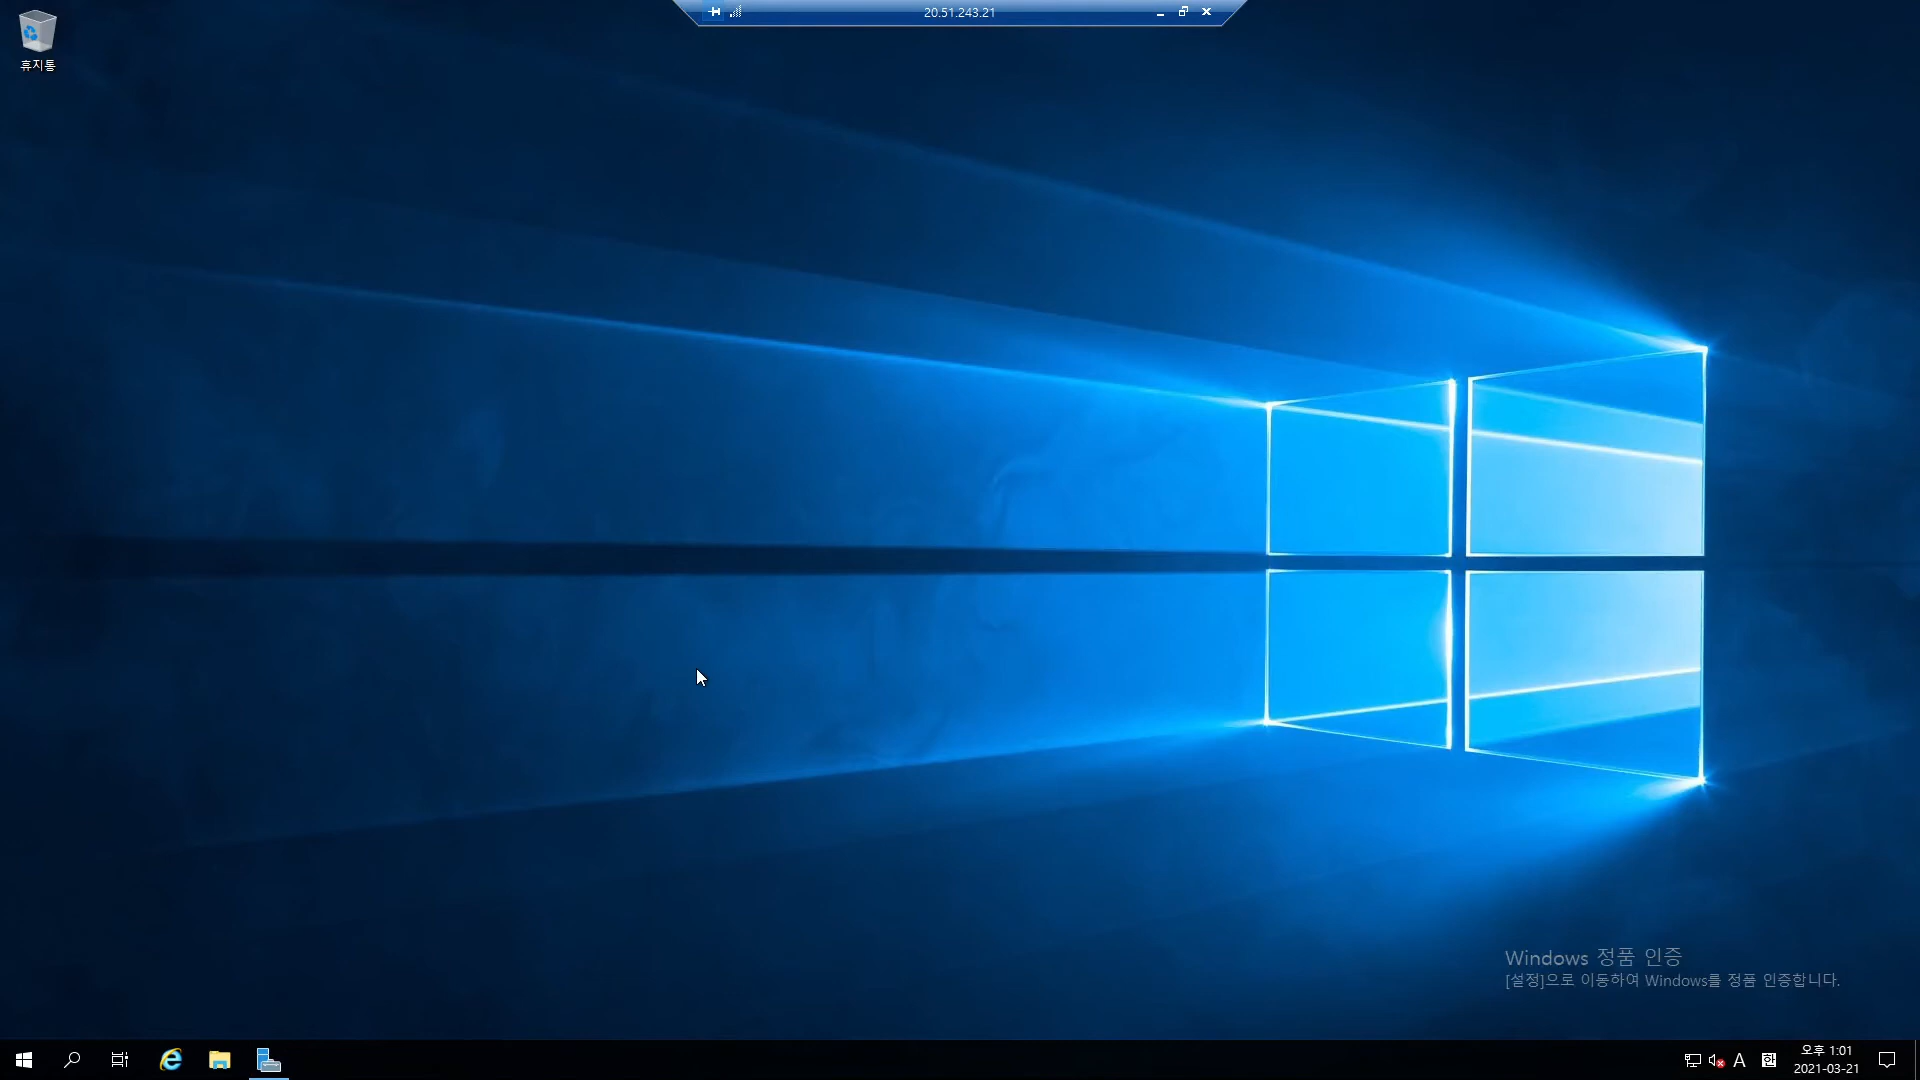 20.51.243.21
휴지통
Windows 정품 인증
[설정]으로 이동하여 Windows를 정품 인증합니다.
A
한
오후 1:01
2021-03-21